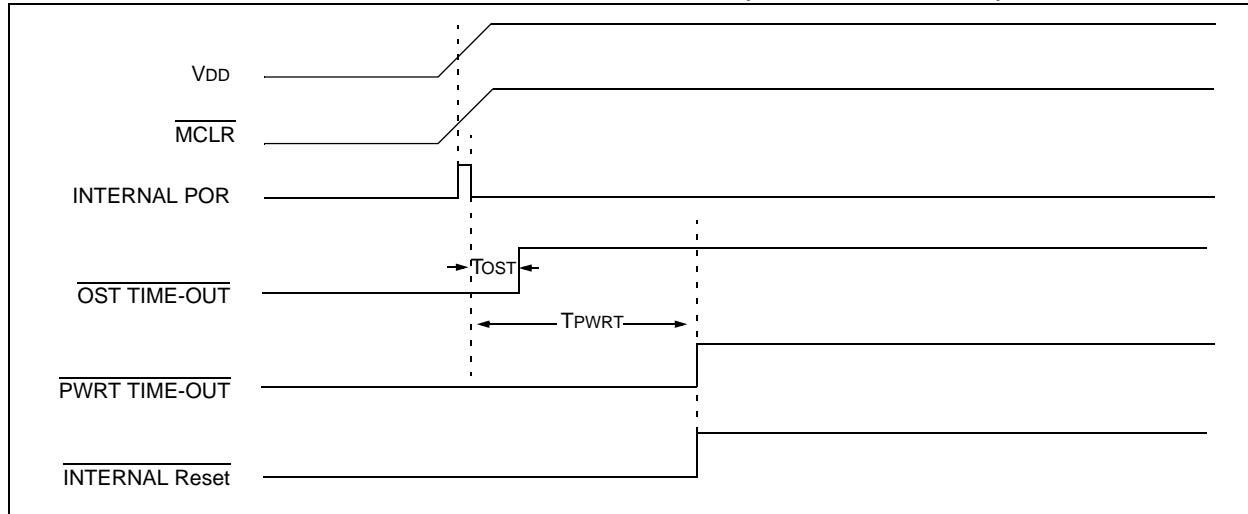 VDD
MCLR
INTERNAL POR
TOST
OST TIME-OUT
TPWRT
PWRT TIME-OUT
INTERNAL Reset